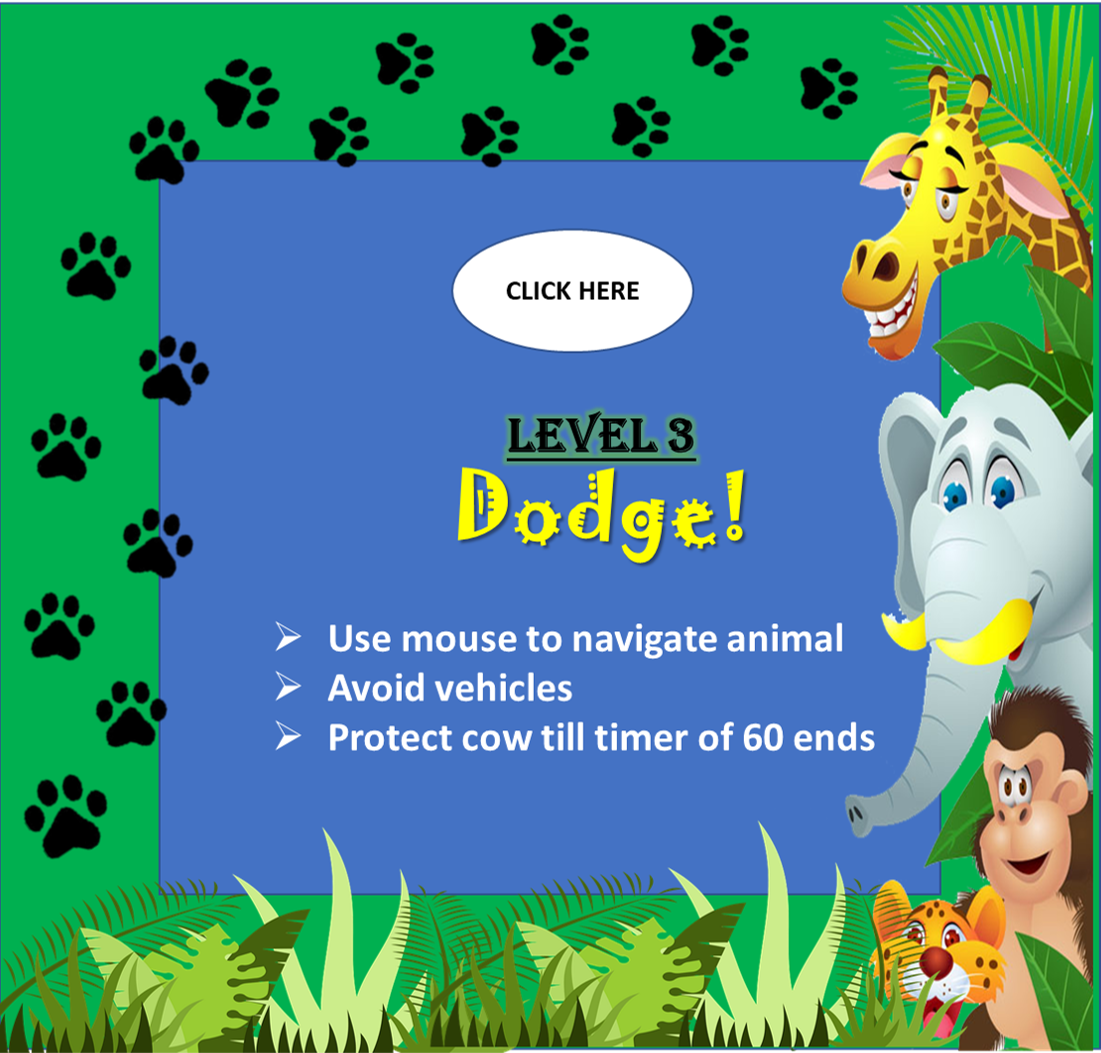 CLICK HERE
LEVEL 3
Dodge!
Use mouse to navigate animal
Avoid vehicles
Protect cow till timer of 60 ends